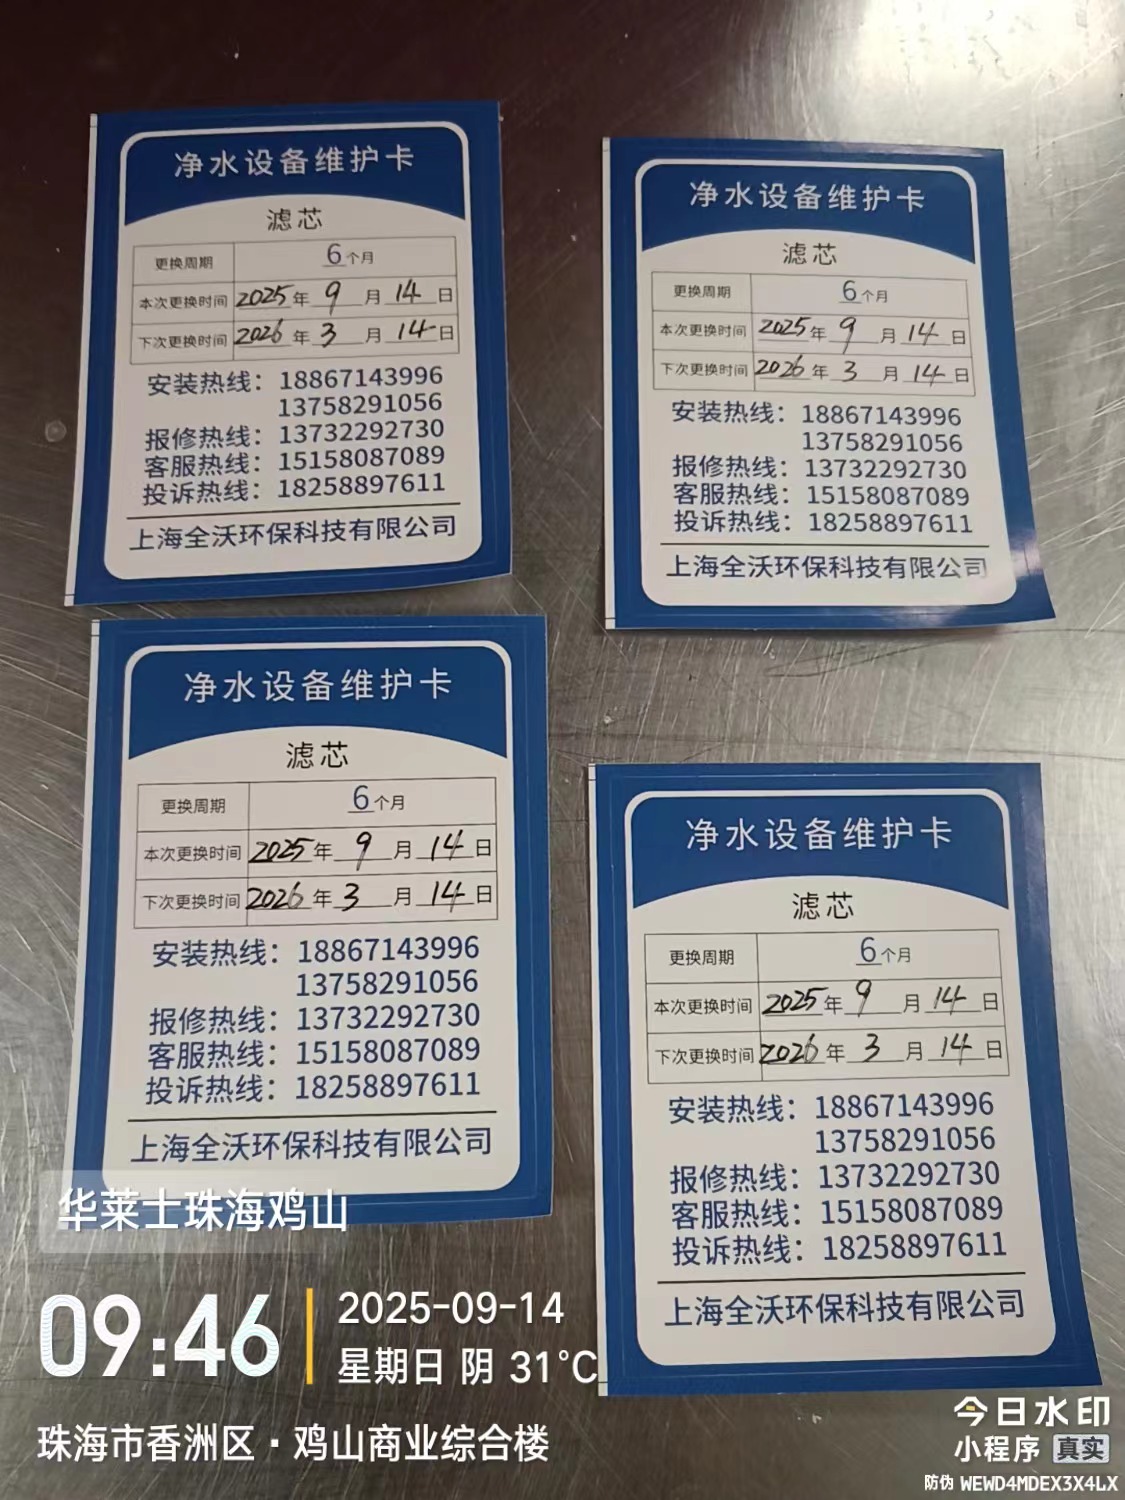 净水设备维护卡
滤芯
更换周期 6个月
本次更换时间 2025年 9 月 14 日
下次更换时间 2026年 3 月 14 日
安装热线：18867143996
13758291056
报修热线：13732292730
客服热线：15158087089
投诉热线：18258897611
上海全沃环保科技有限公司
净水设备维护卡
滤芯
更换周期 6个月
本次更换时间 2025年 9 月 14 日
下次更换时间 2026年 3 月 14 日
安装热线：18867143996
13758291056
报修热线：13732292730
客服热线：15158087089
投诉热线：18258897611
上海全沃环保科技有限公司
净水设备维护卡
滤芯
更换周期 6个月
本次更换时间 2025年 9 月 14 日
下次更换时间 2026年 3 月 14 日
安装热线：18867143996
13758291056
报修热线：13732292730
客服热线：15158087089
投诉热线：18258897611
上海全沃环保科技有限公司
净水设备维护卡
滤芯
更换周期 6个月
本次更换时间 2025年 9 月 14 日
下次更换时间 2026年 3 月 14 日
安装热线：18867143996
13758291056
报修热线：13732292730
客服热线：15158087089
投诉热线：18258897611
上海全沃环保科技有限公司
华莱士珠海鸡山
09:46
2025-09-14
星期日 阴 31°C
珠海市香洲区·鸡山商业综合楼
今日水印
小程序 真实
防伪 WEWD4MDEX3X4LX